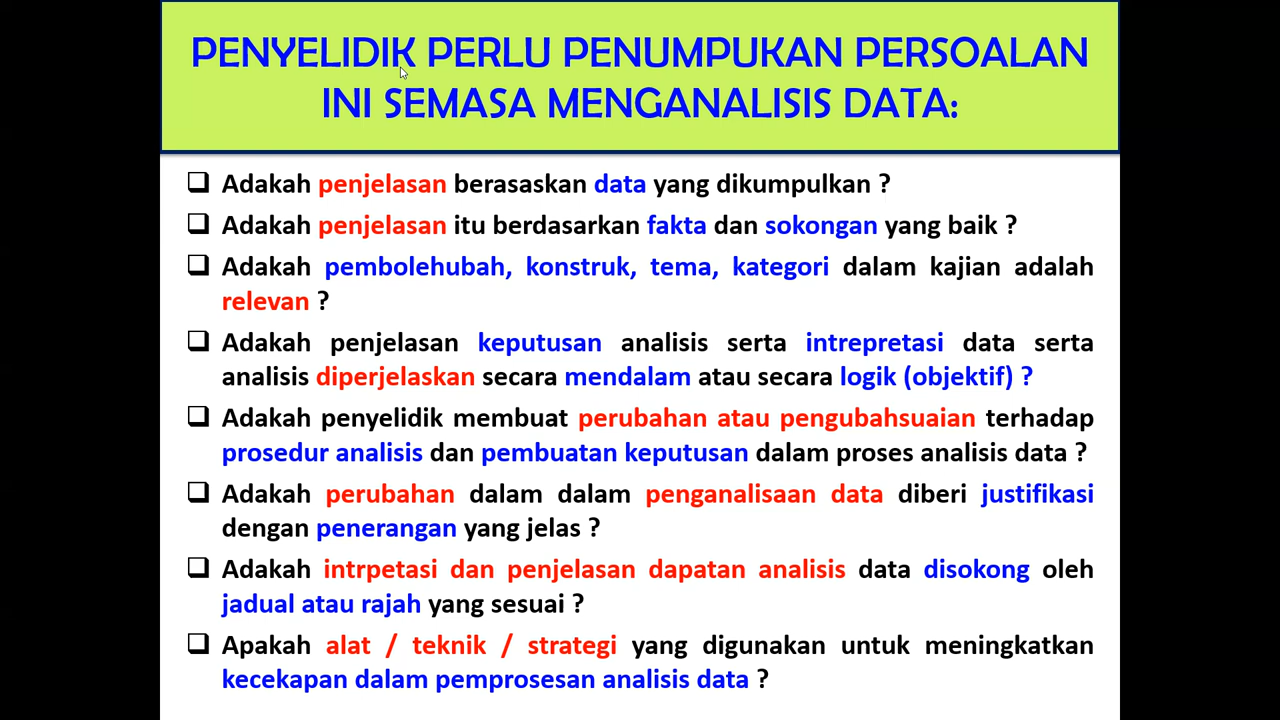 PENYELIDIK PERLU PENUMPUKAN PERSOALAN
INI SEMASA MENGANALISIS DATA:
❑ Adakah penjelasan berasaskan data yang dikumpulkan ?
❑ Adakah penjelasan itu berdasarkan fakta dan sokongan yang baik ?
❑ Adakah pembolehubah, konstruk, tema, kategori dalam kajian adalah
relevan ?
❑ Adakah penjelasan keputusan analisis serta intrepretasi data serta
analisis diperjelaskan secara mendalam atau secara logik (objektif) ?
❑ Adakah penyelidik membuat perubahan atau pengubahsuaian terhadap
prosedur analisis dan pembuatan keputusan dalam proses analisis data ?
❑ Adakah perubahan dalam dalam penganalisaan data diberi justifikasi
dengan penerangan yang jelas ?
❑ Adakah intrpetasi dan penjelasan dapatan analisis data disokong oleh
jadual atau rajah yang sesuai ?
❑ Apakah alat / teknik / strategi yang digunakan untuk meningkatkan
kecekapan dalam pemprosesan analisis data ?